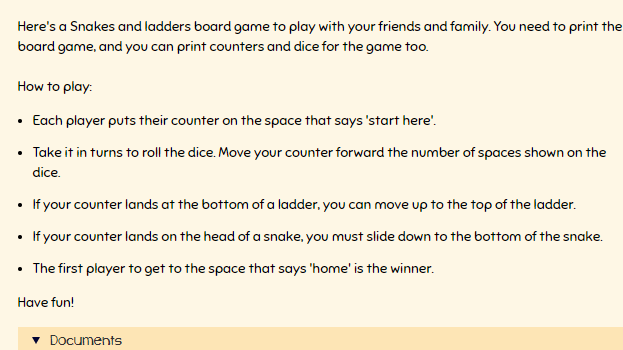 Here's a Snakes and ladders board game to play with your friends and family. You need to print the
board game, and you can print counters and dice for the game too.
How to play:
• Each player puts their counter on the space that says 'start here'.
• Take it in turns to roll the dice. Move your counter forward the number of spaces shown on the
dice.
• If your counter lands at the bottom of a ladder, you can move up to the top of the ladder.
• If your counter lands on the head of a snake, you must slide down to the bottom of the snake.
• The first player to get to the space that says 'home' is the winner.
Have fun!
▼ Documents